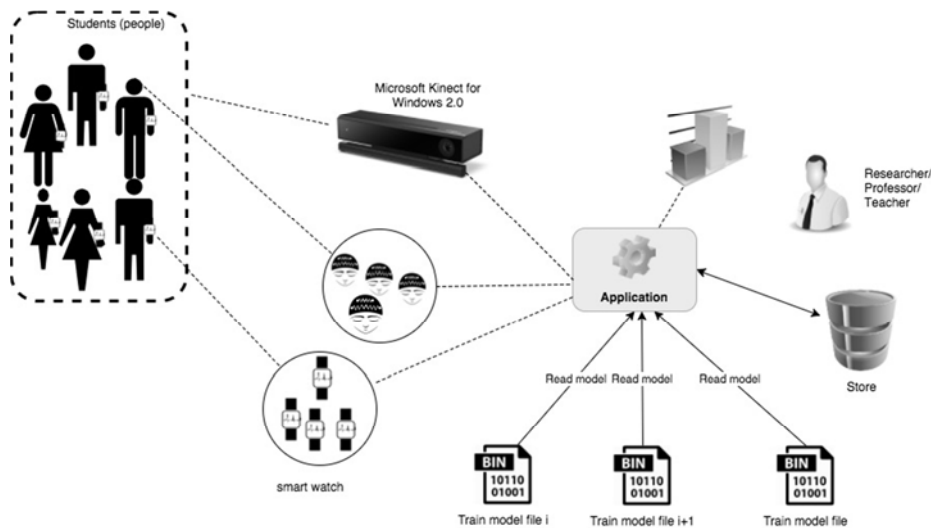 Students (people)
Microsoft Kinect for
Windows 2.0
Researcher/
Professor/
Teacher
Application
Read model
Read model
Read model
Store
smart watch
BIN
10110
01001
BIN
10110
01001
BIN
10110
01001
Train model file i
Train model file i+1
Train model file